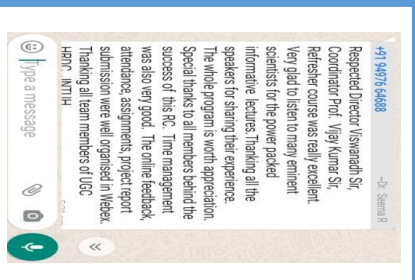 +91 94976 64688
~Dr. Seema R
Respected Director Viswanadh Sir,
Coordinator Prof. Vijay Kumar Sir,
Refresher course was really excellent.
Very glad to listen to many eminent
scientists for the power packed
informative lectures. Thanking all the
speakers for sharing their experience.
The whole program is worth appreciation.
Special thanks to all members behind the
success of this RC. Time management
was also very good. The online feedback,
attendance, assignments, project report
submission were well organised in Webex.
Thanking all team members of UGC
HRDC, JNTUH
Type a message